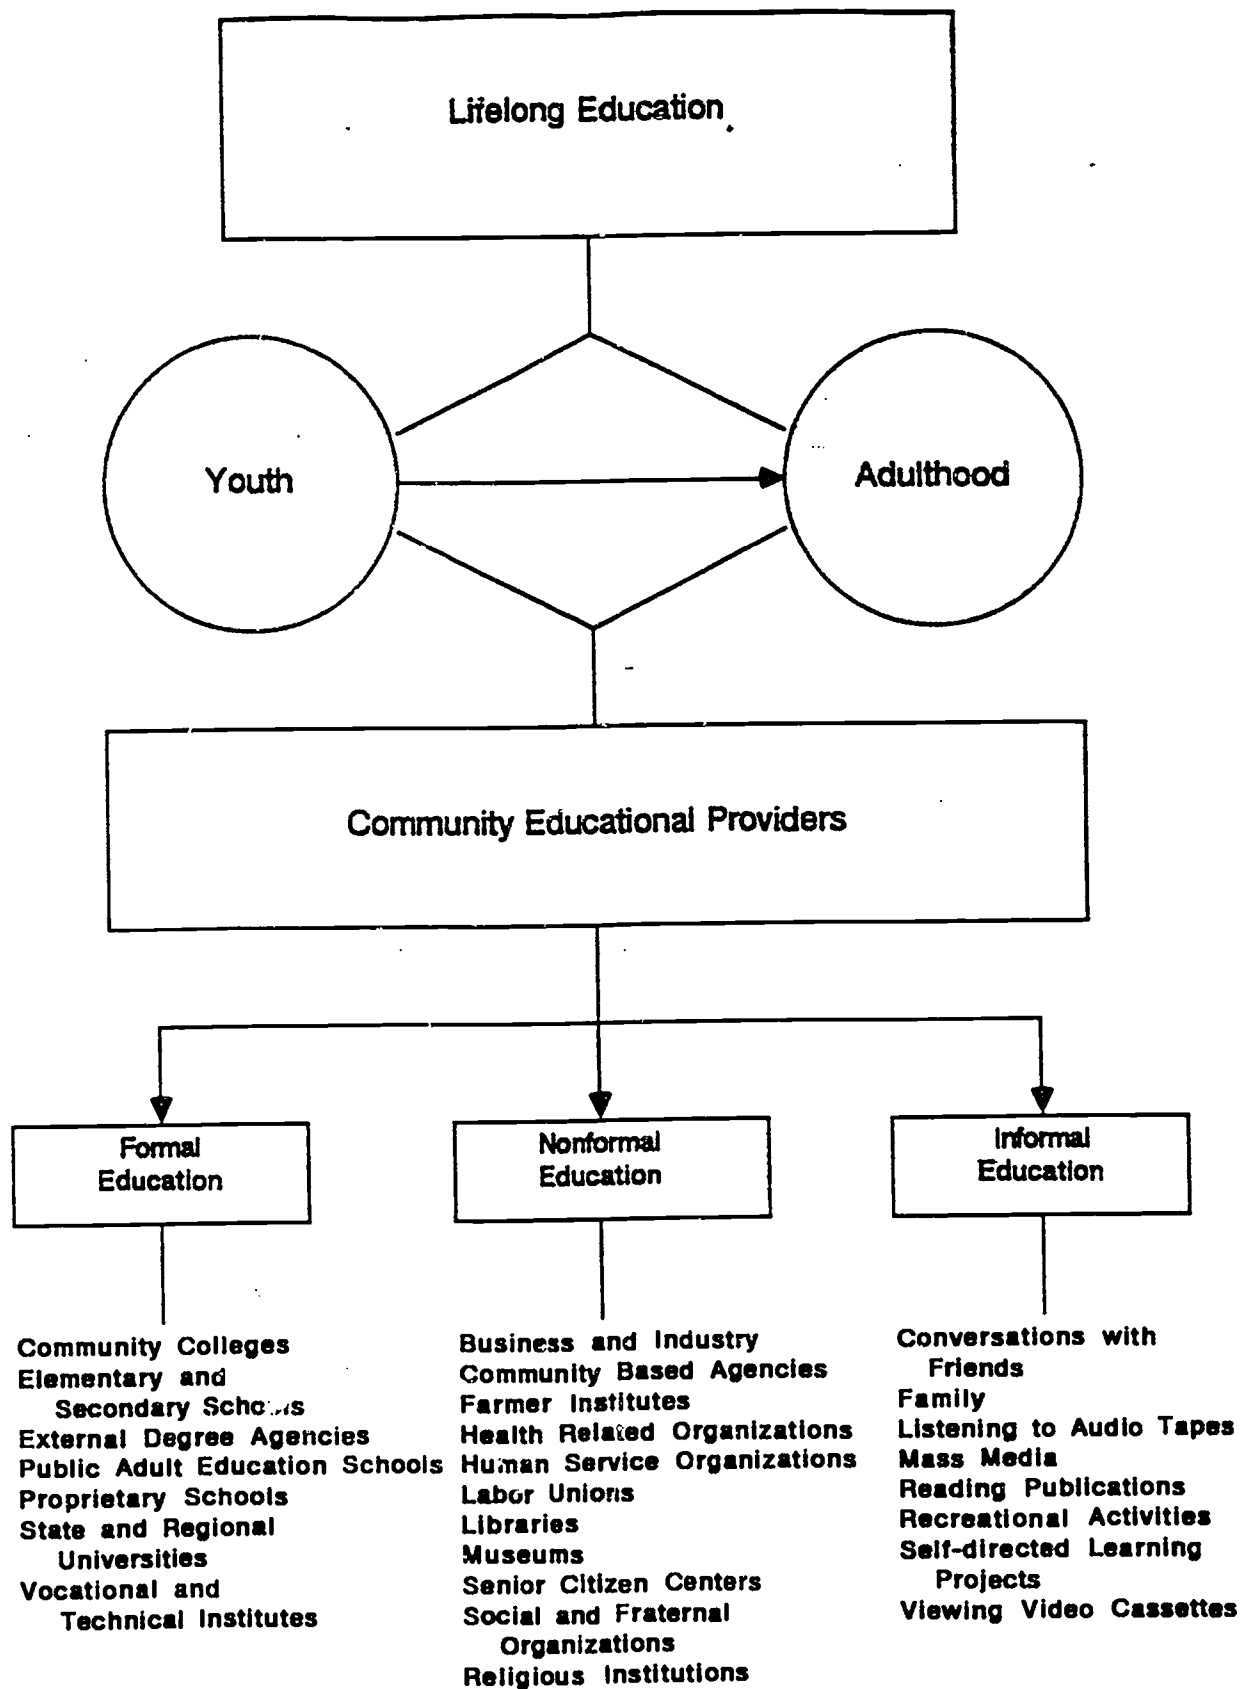 Lifelong Education
Youth
Adulthood
Community Educational Providers
Formal
Education
Nonformal
Education
Informal
Education
Community Colleges
Elementary and
Secondary Schools
External Degree Agencies
Public Adult Education Schools
Proprietary Schools
State and Regional
Universities
Vocational and
Technical Institutes
Business and Industry
Community Based Agencies
Farmer Institutes
Health Related Organizations
Human Service Organizations
Labor Unions
Libraries
Museums
Senior Citizen Centers
Social and Fraternal
Organizations
Religious Institutions
Conversations with
Friends
Family
Listening to Audio Tapes
Mass Media
Reading Publications
Recreational Activities
Self-directed Learning
Projects
Viewing Video Cassettes